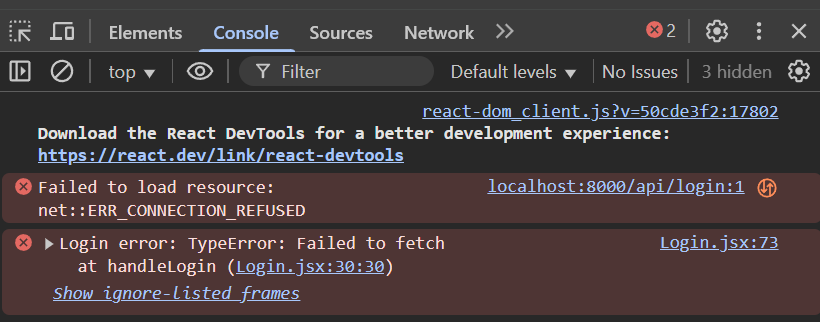 Elements Console Sources Network 2
top Filter Default levels No Issues 3 hidden
react-dom_client.js?v=50cde3f2:17802
Download the React DevTools for a better development experience:
https://react.dev/link/react-devtools
Failed to load resource: localhost:8000/api/login:1
net::ERR_CONNECTION_REFUSED
Login error: TypeError: Failed to fetch Login.jsx:73
at handleLogin (Login.jsx:30:30)
Show ignore-listed frames